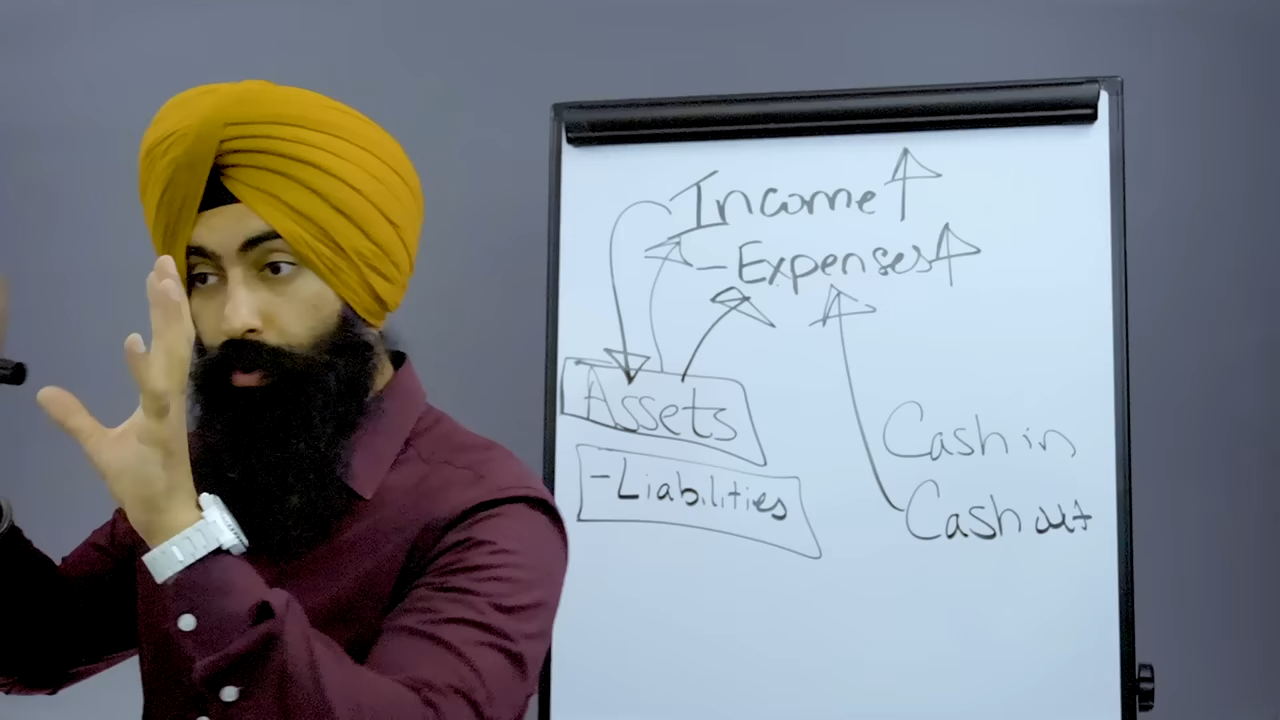 Income
-Expenses
Assets
-Liabilities
Cash in
Cash out